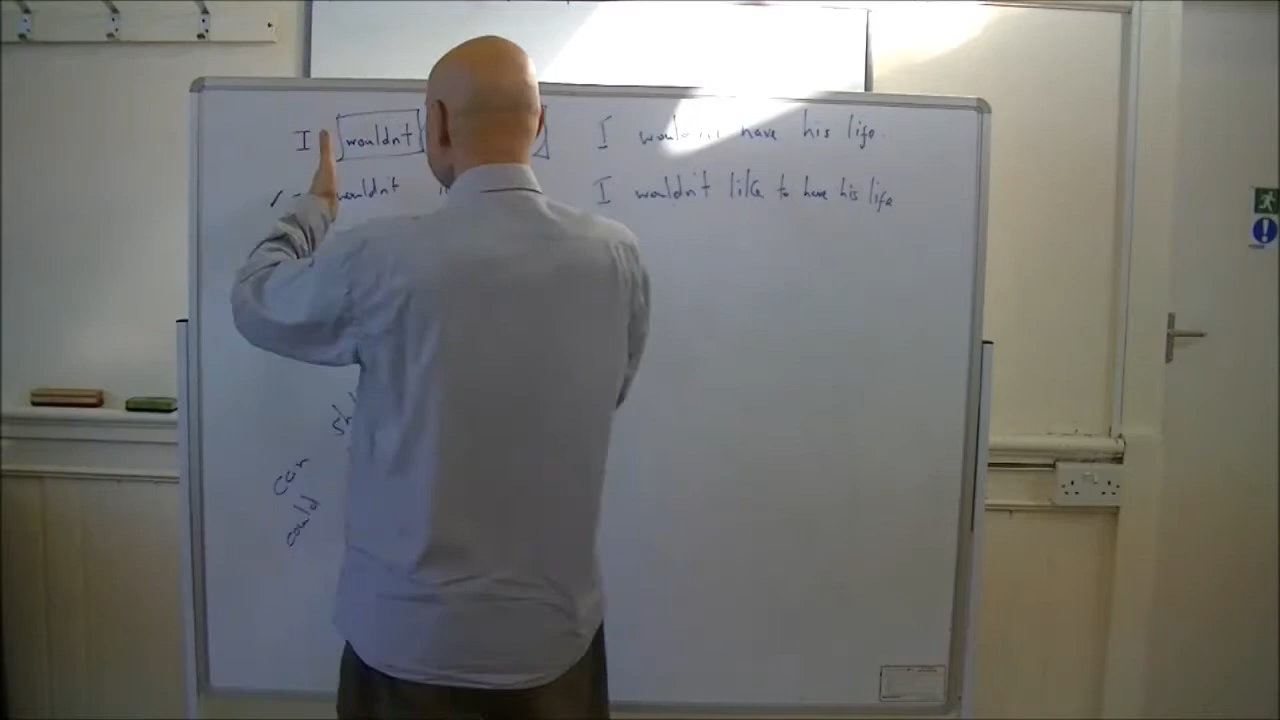 I wouldn't
I wouldn't have his life.
wouldn't
I wouldn't like to have his life
can
could